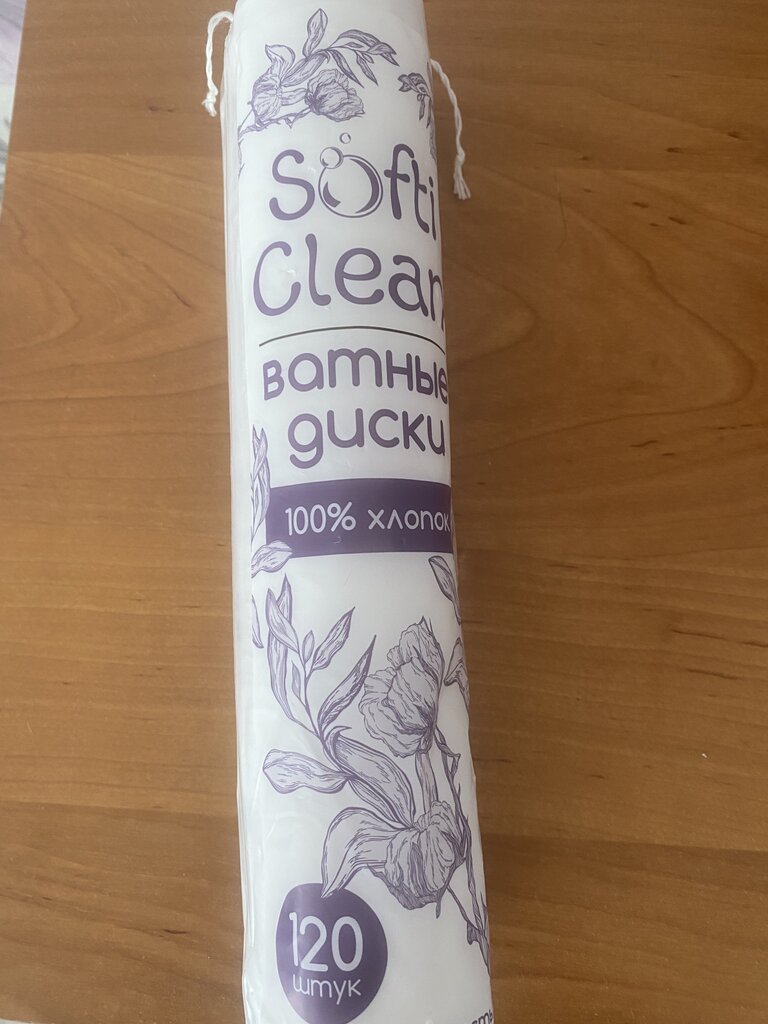 Softi
Clean
ватные
диски
100% хлопок
120
штук